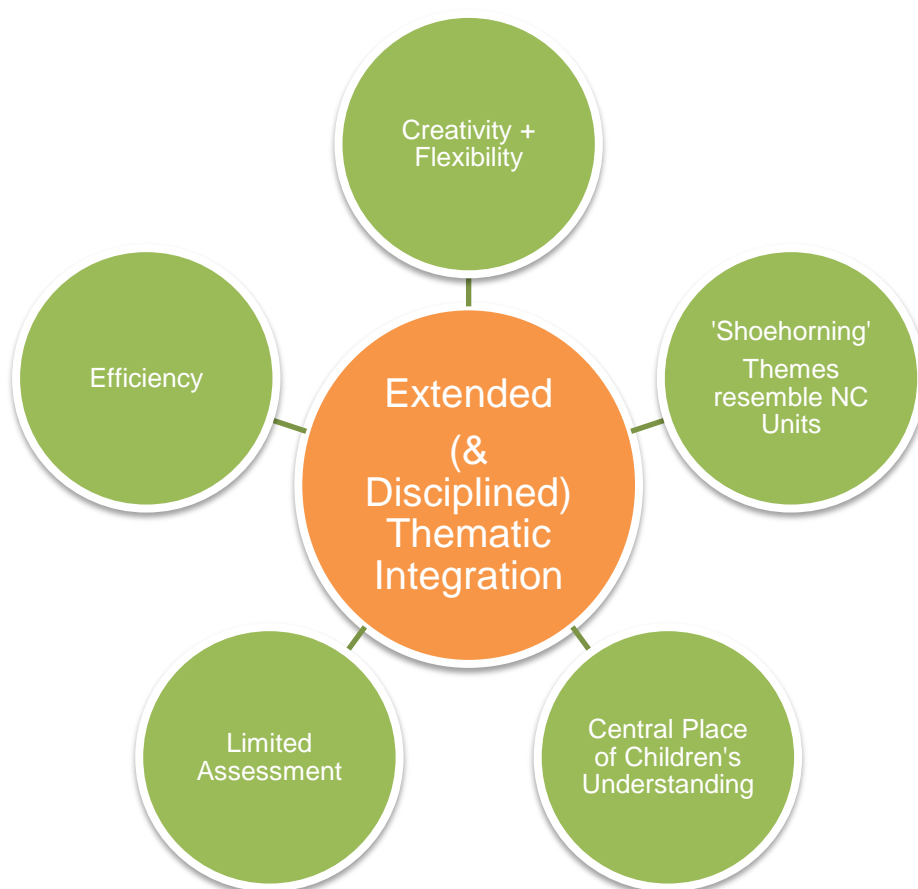 Creativity +
Flexibility
Efficiency
Extended
(&
Disciplined)
Thematic
Integration
'Shoehorning'
Themes
resemble NC
Units
Limited
Assessment
Central Place
of Children's
Understanding